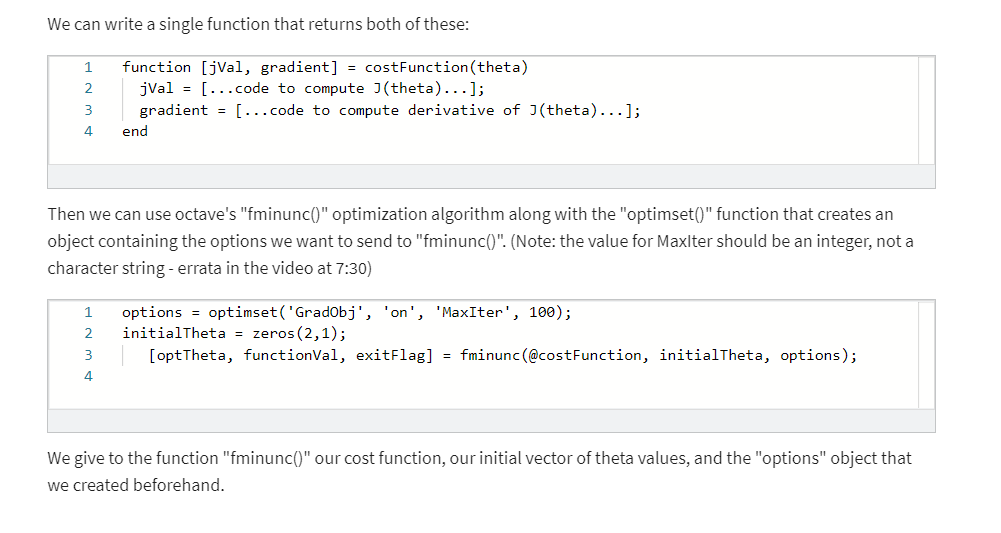 We can write a single function that returns both of these:
1 function [jVal, gradient] = costFunction(theta)
2 jVal = [...code to compute J(theta)...];
3 gradient = [...code to compute derivative of J(theta)...];
4 end
Then we can use octave's "fminunc()" optimization algorithm along with the "optimset()" function that creates an
object containing the options we want to send to "fminunc()". (Note: the value for MaxIter should be an integer, not a
character string - errata in the video at 7:30)
1 options = optimset('GradObj', 'on', 'MaxIter', 100);
2 initialTheta = zeros(2,1);
3 [optTheta, functionVal, exitFlag] = fminunc(@costFunction, initialTheta, options);
4
We give to the function "fminunc()" our cost function, our initial vector of theta values, and the "options" object that
we created beforehand.